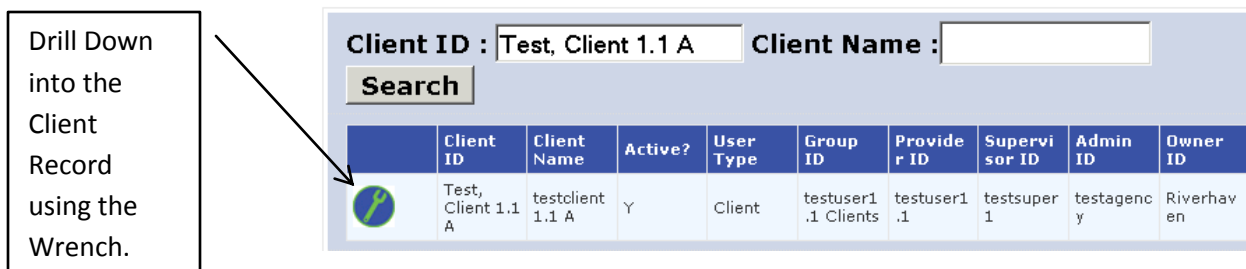 Drill Down
into the
Client
Record
using the
Wrench.
Client ID : Test, Client 1.1 A Client Name :
Search
Client ID Client Name Active? User Type Group ID Provide r ID Supervi sor ID Admin ID Owner ID
Test, Client 1.1 A testclient 1.1 A Y Client testuser1 .1 Clients testuser1 .1 testsuper 1 testagenc y Riverhav en